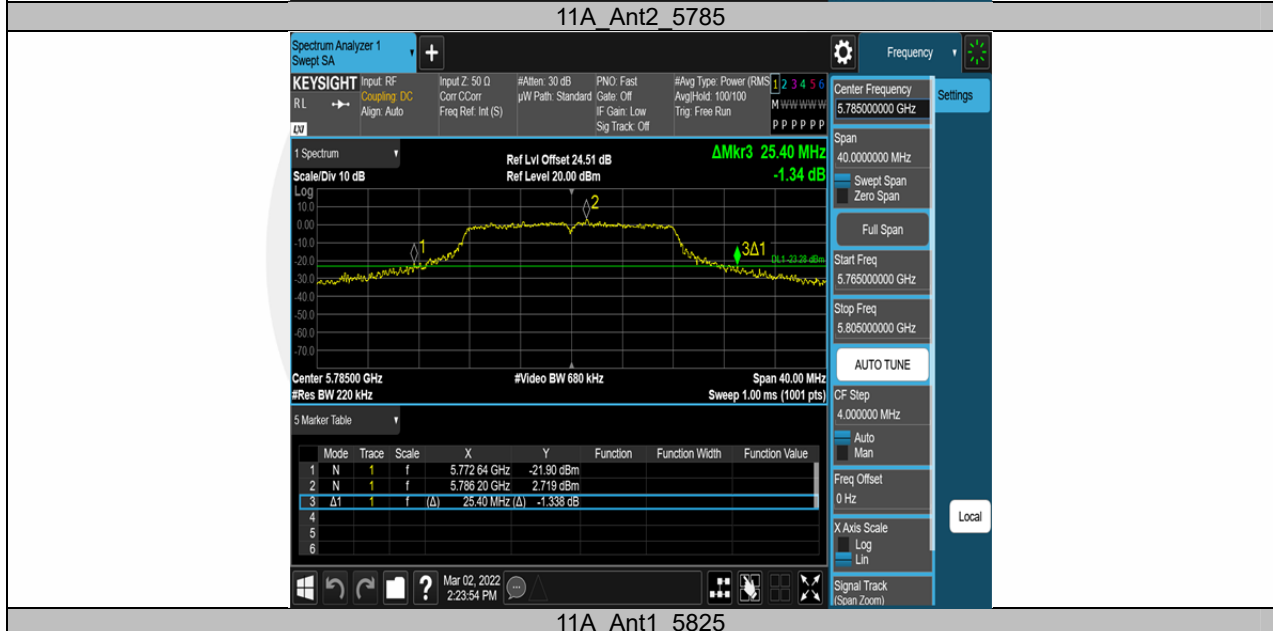 11A_Ant2_5785
Spectrum Analyzer 1
Swept SA
+
Frequency
KEYSIGHT
RL
LXI
Input: RF
Coupling: DC
Align: Auto
Input Z: 50 Ω
Corr CCorr
Freq Ref: Int (S)
#Atten: 30 dB
µW Path: Standard
PNO: Fast
Gate: Off
IF Gain: Low
Sig Track: Off
#Avg Type: Power (RMS
Avg|Hold: 100/100
Trig: Free Run
1 2 3 4 5 6
M W W W W W
P P P P P P
1 Spectrum
Scale/Div 10 dB
Ref Lvl Offset 24.51 dB
Ref Level 20.00 dBm
ΔMkr3 25.40 MHz
-1.34 dB
Log
10.0
0.00
-10.0
-20.0
-30.0
-40.0
-50.0
-60.0
-70.0
1
2
3Δ1
DL1 -23.28 dBm
Center 5.78500 GHz
#Video BW 680 kHz
Span 40.00 MHz
#Res BW 220 kHz
Sweep 1.00 ms (1001 pts)
5 Marker Table
Mode Trace Scale X Y Function Function Width Function Value
1 N 1 f 5.772 64 GHz -21.90 dBm
2 N 1 f 5.786 20 GHz 2.719 dBm
3 Δ1 1 f (Δ) 25.40 MHz (Δ) -1.338 dB
4
5
6
Mar 02, 2022
2:23:54 PM
?
Center Frequency
5.785000000 GHz
Settings
Span
40.0000000 MHz
Swept Span
Zero Span
Full Span
Start Freq
5.765000000 GHz
Stop Freq
5.805000000 GHz
AUTO TUNE
CF Step
4.000000 MHz
Auto
Man
Freq Offset
0 Hz
X Axis Scale
Log
Lin
Local
Signal Track
(Span Zoom)
11A_Ant1_5825